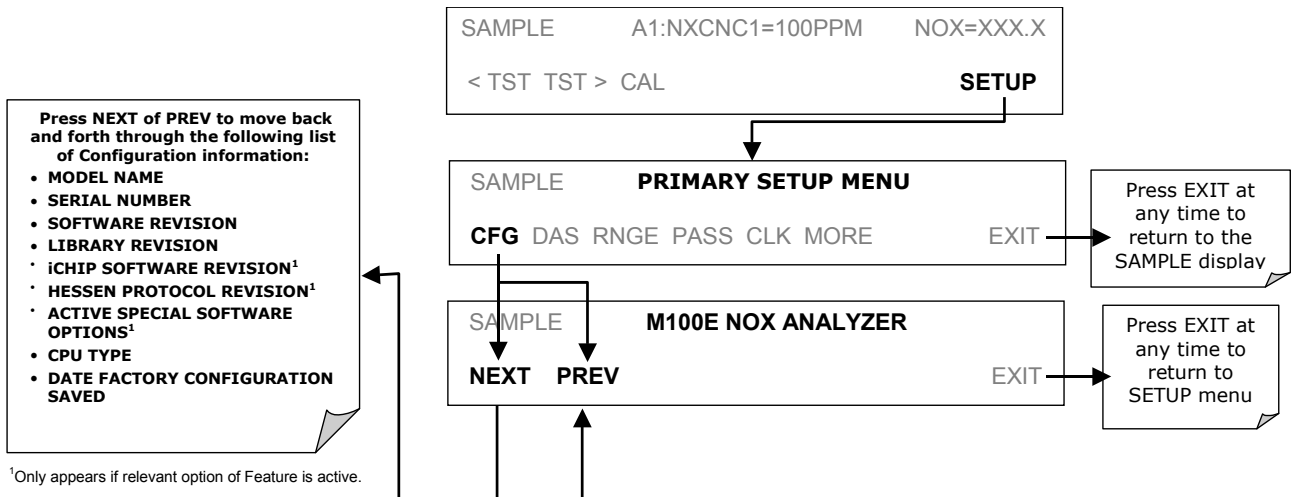 SAMPLE A1:NXCNC1=100PPM NOX=XXX.X
< TST TST > CAL SETUP
Press NEXT of PREV to move back
and forth through the following list
of Configuration information:
• MODEL NAME
• SERIAL NUMBER
• SOFTWARE REVISION
• LIBRARY REVISION
• iCHIP SOFTWARE REVISION¹
• HESSEN PROTOCOL REVISION¹
• ACTIVE SPECIAL SOFTWARE
OPTIONS¹
• CPU TYPE
• DATE FACTORY CONFIGURATION
SAVED
¹Only appears if relevant option of Feature is active.
SAMPLE PRIMARY SETUP MENU
CFG DAS RNGE PASS CLK MORE EXIT
Press EXIT at
any time to
return to the
SAMPLE display
SAMPLE M100E NOX ANALYZER
NEXT PREV EXIT
Press EXIT at
any time to
return to
SETUP menu